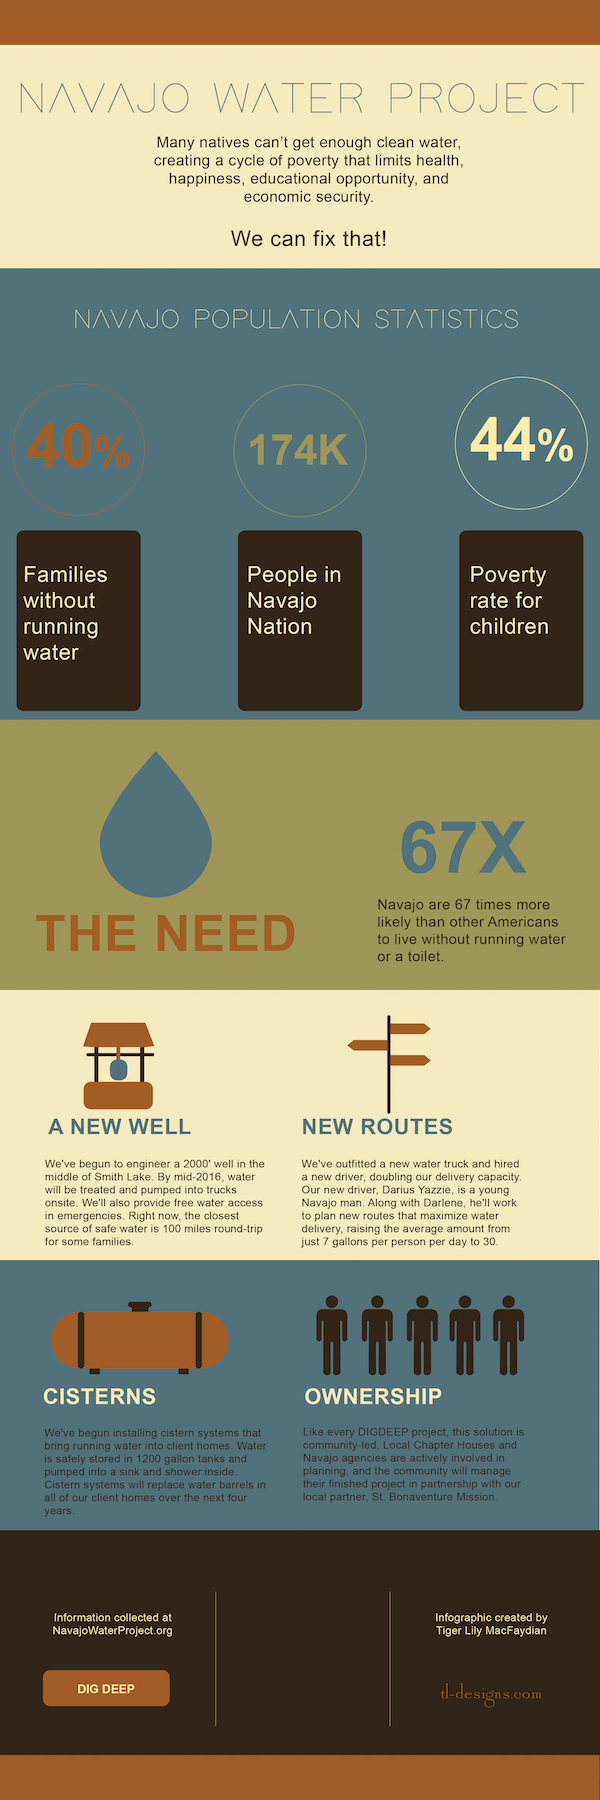 NAVAJO WATER PROJECT
Many natives can't get enough clean water,
creating a cycle of poverty that limits health,
happiness, educational opportunity, and
economic security.
We can fix that!
NAVAJO POPULATION STATISTICS
40%
174K
44%
Families
without
running
water
People in
Navajo
Nation
Poverty
rate for
children
THE NEED
67X
Navajo are 67 times more
likely than other Americans
to live without running water
or a toilet.
A NEW WELL
We've begun to engineer a 2000' well in the
middle of Smith Lake. By mid-2016, water
will be treated and pumped into trucks
onsite. We'll also provide free water access
in emergencies. Right now, the closest
source of safe water is 100 miles round-trip
for some families.
NEW ROUTES
We've outfitted a new water truck and hired
a new driver, doubling our delivery capacity.
Our new driver, Darius Yazzie, is a young
Navajo man. Along with Darlene, he'll work
to plan new routes that maximize water
delivery, raising the average amount from
just 7 gallons per person per day to 30.
CISTERNS
We've begun installing cistern systems that
bring running water into client homes. Water
is safely stored in 1200 gallon tanks and
pumped into a sink and shower inside.
Cistern systems will replace water barrels in
all of our client homes over the next four
years.
OWNERSHIP
Like every DIGDEEP project, this solution is
community-led. Local Chapter Houses and
Navajo agencies are actively involved in
planning, and the community will manage
their finished project in partnership with our
local partner, St. Bonaventure Mission.
Information collected at
NavajoWaterProject.org
DIG DEEP
Infographic created by
Tiger Lily MacFaydian
tl-designs.com